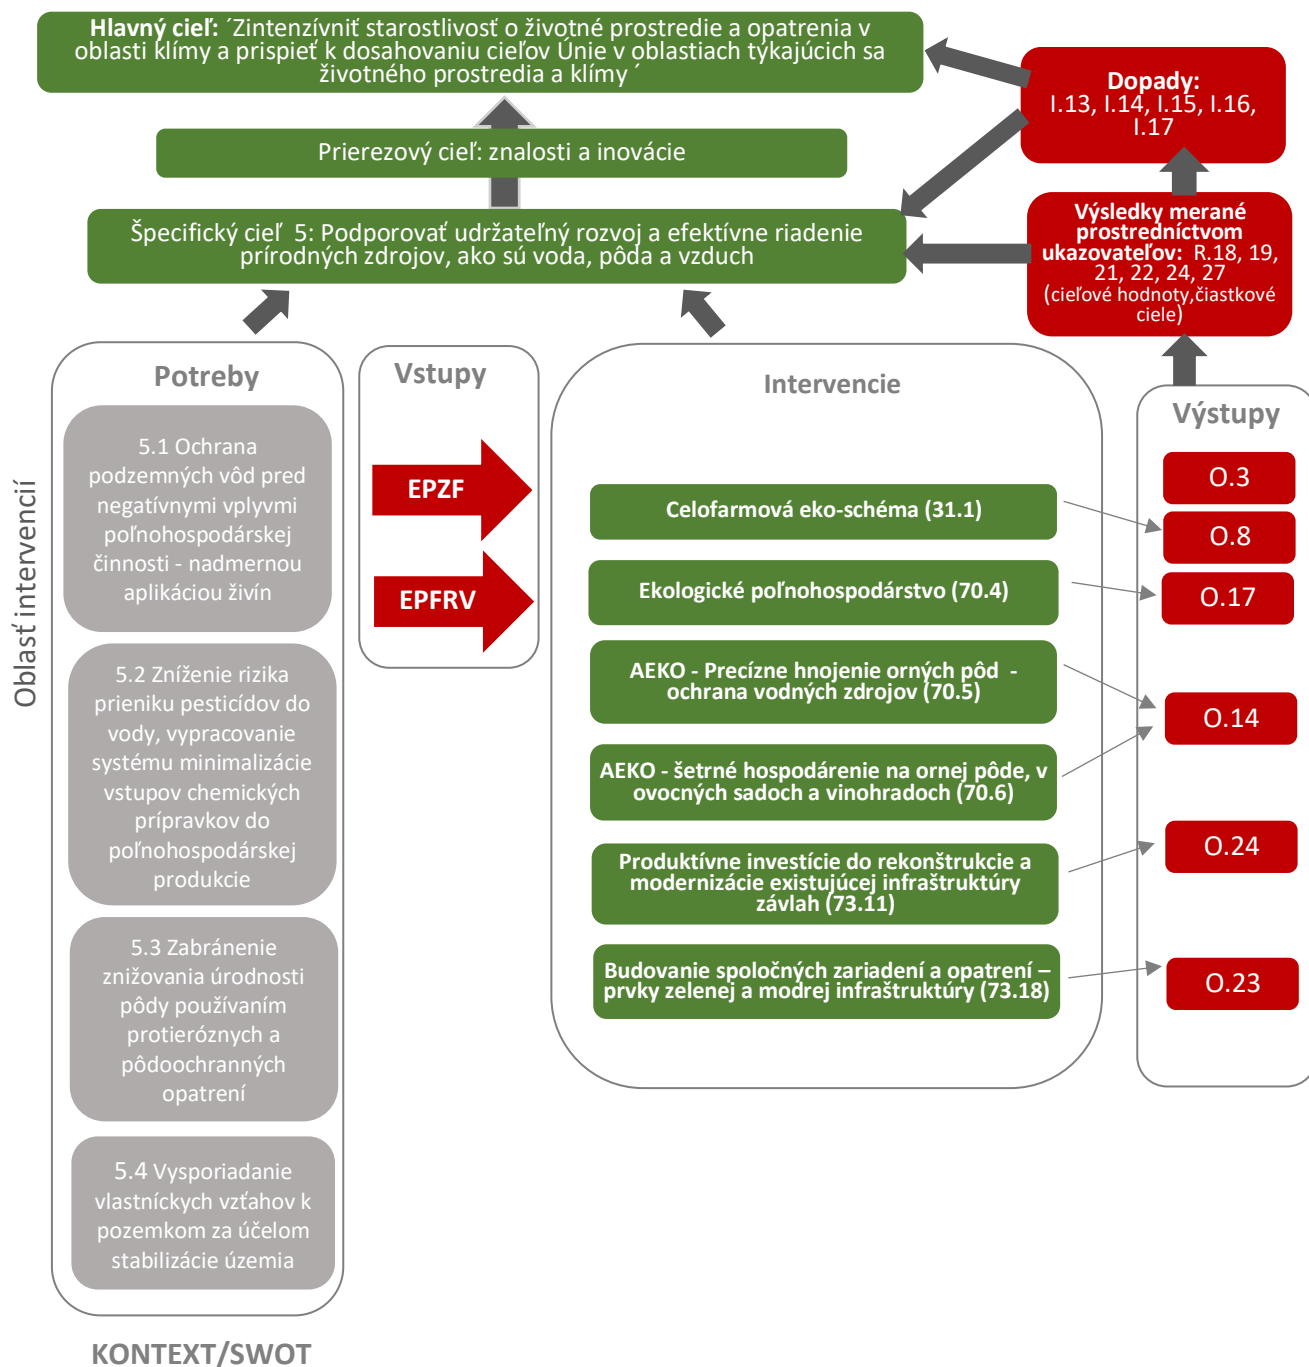 Hlavný cieľ: ´Zintenzívniť starostlivosť o životné prostredie a opatrenia v
oblasti klímy a prispieť k dosahovaniu cieľov Únie v oblastiach týkajúcich sa
životného prostredia a klímy ´
Dopady:
I.13, I.14, I.15, I.16,
I.17
Prierezový cieľ: znalosti a inovácie
Špecifický cieľ 5: Podporovať udržateľný rozvoj a efektívne riadenie
prírodných zdrojov, ako sú voda, pôda a vzduch
Výsledky merané
prostredníctvom
ukazovateľov: R.18, 19,
21, 22, 24, 27
(cieľové hodnoty,čiastkové
ciele)
Oblasť intervencií
Potreby
5.1 Ochrana
podzemných vôd pred
negatívnymi vplyvmi
poľnohospodárskej
činnosti - nadmernou
aplikáciou živín
5.2 Zníženie rizika
prieniku pesticídov do
vody, vypracovanie
systému minimalizácie
vstupov chemických
prípravkov do
poľnohospodárskej
produkcie
5.3 Zabránenie
znižovania úrodnosti
pôdy používaním
protieróznych a
pôdoochranných
opatrení
5.4 Vysporiadanie
vlastníckych vzťahov k
pozemkom za účelom
stabilizácie územia
KONTEXT/SWOT
Vstupy
EPZF
EPFRV
Intervencie
Celofarmová eko-schéma (31.1)
Ekologické poľnohospodárstvo (70.4)
AEKO - Precízne hnojenie orných pôd -
ochrana vodných zdrojov (70.5)
AEKO - šetrné hospodárenie na ornej pôde, v
ovocných sadoch a vinohradoch (70.6)
Produktívne investície do rekonštrukcie a
modernizácie existujúcej infraštruktúry
závlah (73.11)
Budovanie spoločných zariadení a opatrení –
prvky zelenej a modrej infraštruktúry (73.18)
Výstupy
O.3
O.8
O.17
O.14
O.24
O.23